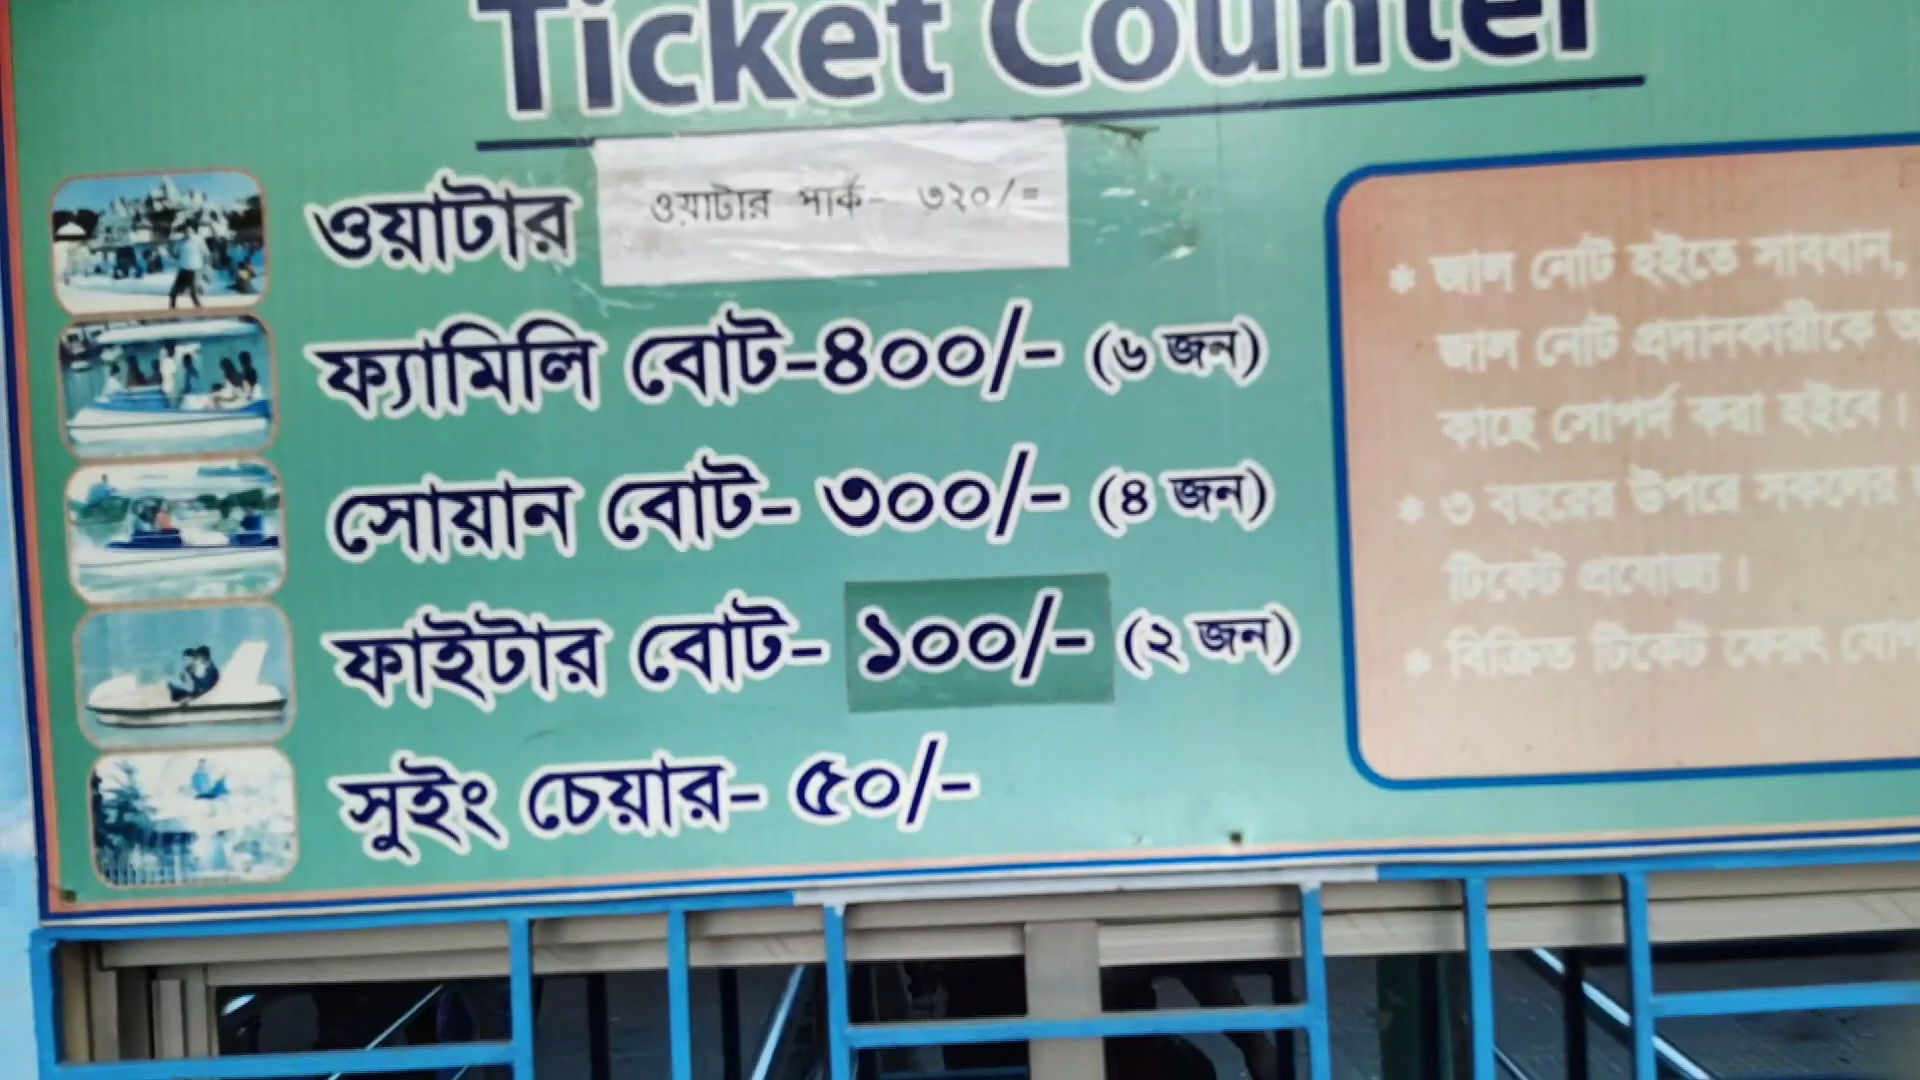 Ticket Counter
ওয়াটার
ওয়াটার পার্ক- ৩২০/=
ফ্যামিলি বোট-৪০০/- (৬ জন)
সোয়ান বোট- ৩০০/- (৪ জন)
ফাইটার বোট- ১০০/- (২ জন)
সুইং চেয়ার- ৫০/-
* জাল নোট হইতে সাবধান,
জাল নোট প্রদানকারীকে
কাছে সোপর্দ করা হইবে।
* ৩ বছরের উপরে সকলের
টিকেট প্রযোজ্য।
* বিক্রিত টিকেট ফেরৎ